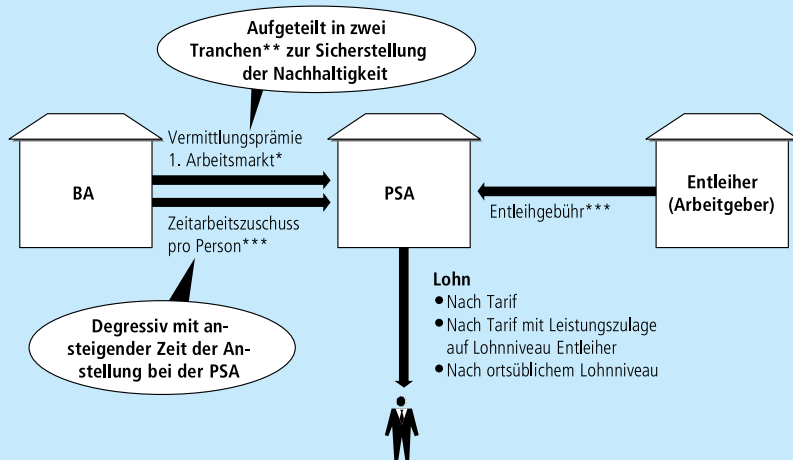 Aufgeteilt in zwei
Tranchen** zur Sicherstellung
der Nachhaltigkeit
Vermittlungsprämie
1. Arbeitsmarkt*
BA
PSA
Entleiher
(Arbeitgeber)
Zeitarbeitszuschuss
pro Person***
Entleihgebühr***
Degressiv mit an-
steigender Zeit der An-
stellung bei der PSA
Lohn
● Nach Tarif
● Nach Tarif mit Leistungszulage
auf Lohnniveau Entleiher
● Nach ortsüblichem Lohnniveau